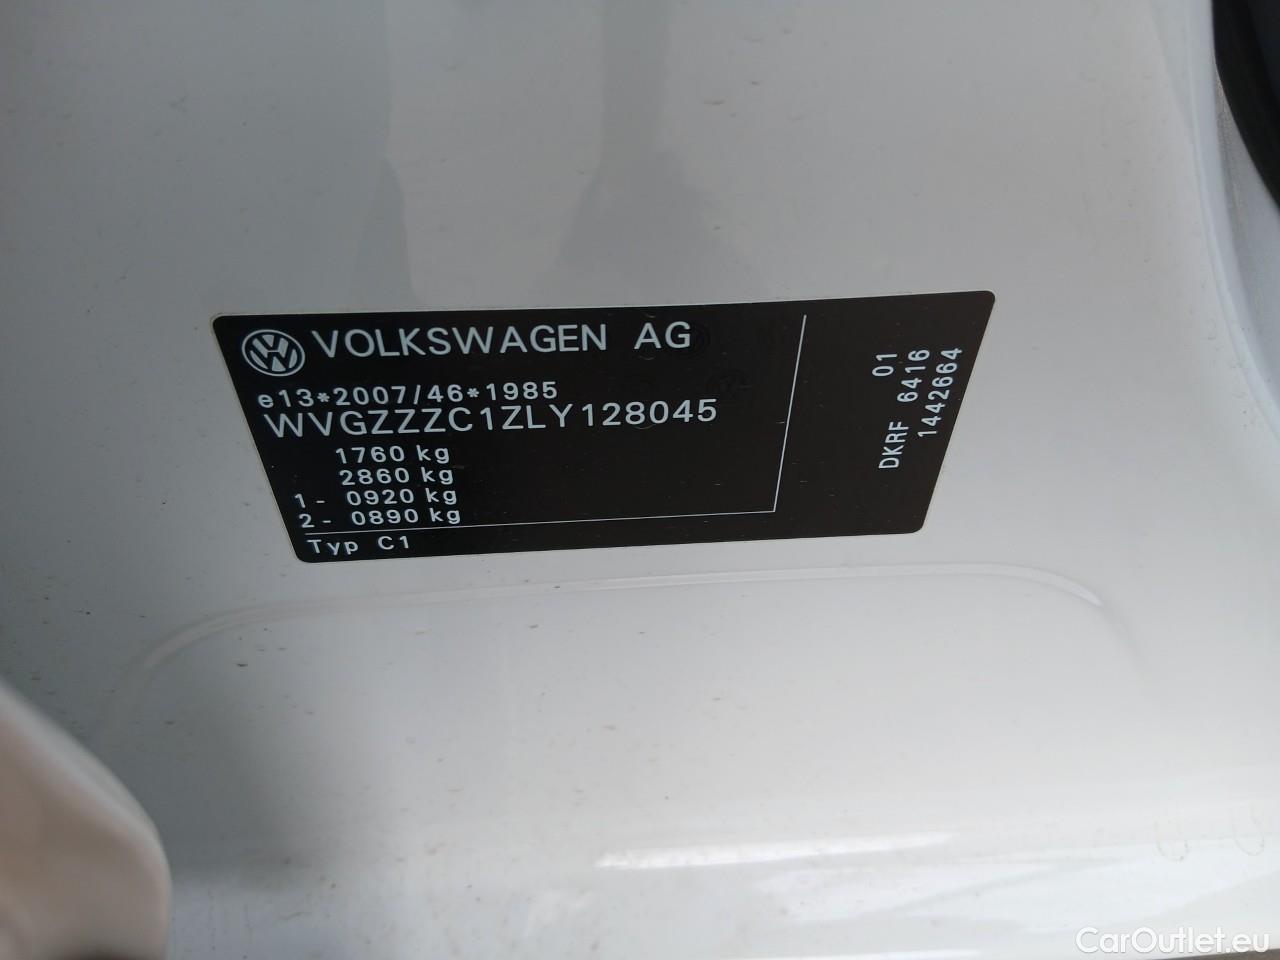 VOLKSWAGEN AG
e13*2007/46*1985
WVGZZZC1ZLY128045
1760 kg
2860 kg
1 - 0920 kg
2 - 0890 kg
Typ C1
DKRF 6416 01
1442664
CarOutlet.eu